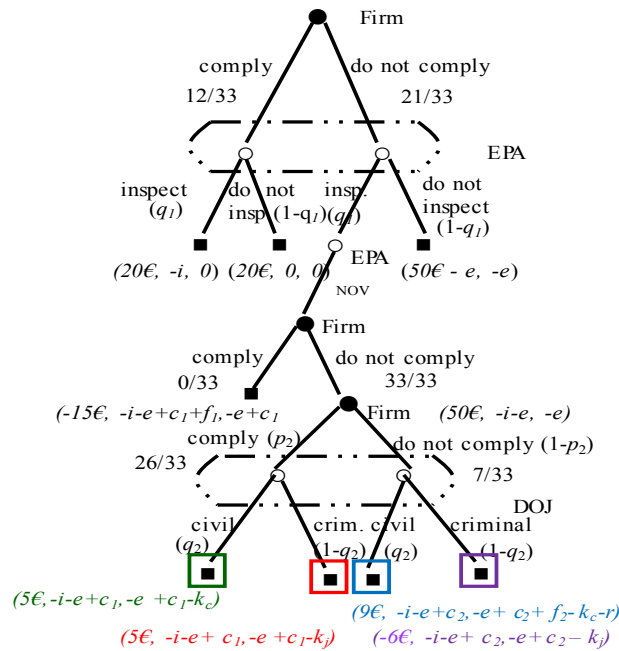 Firm
comply
do not comply
12/33
21/33
EPA
inspect
(q1)
do not
insp.(1-q1)
insp.
(q1)
do not
inspect
(1-q1)
EPA
(20€, -i, 0)
(20€, 0, 0)
(50€ - e, -e)
NOV
Firm
comply
do not comply
0/33
33/33
(-15€, -i-e+c1+f1,-e+c1
Firm
(50€, -i-e, -e)
comply (p2)
do not comply (1-p2)
26/33
7/33
DOJ
civil
(q2)
crim.
(1-q2)
civil
(q2)
criminal
(1-q2)
(5€,-i-e+c1,-e +c1-kc)
(9€, -i-e+c2,-e+ c2+ f2-kc-r)
(5€, -i-e+ c1,-e +c1-kj)
(-6€, -i-e+ c2,-e+c2– kj)